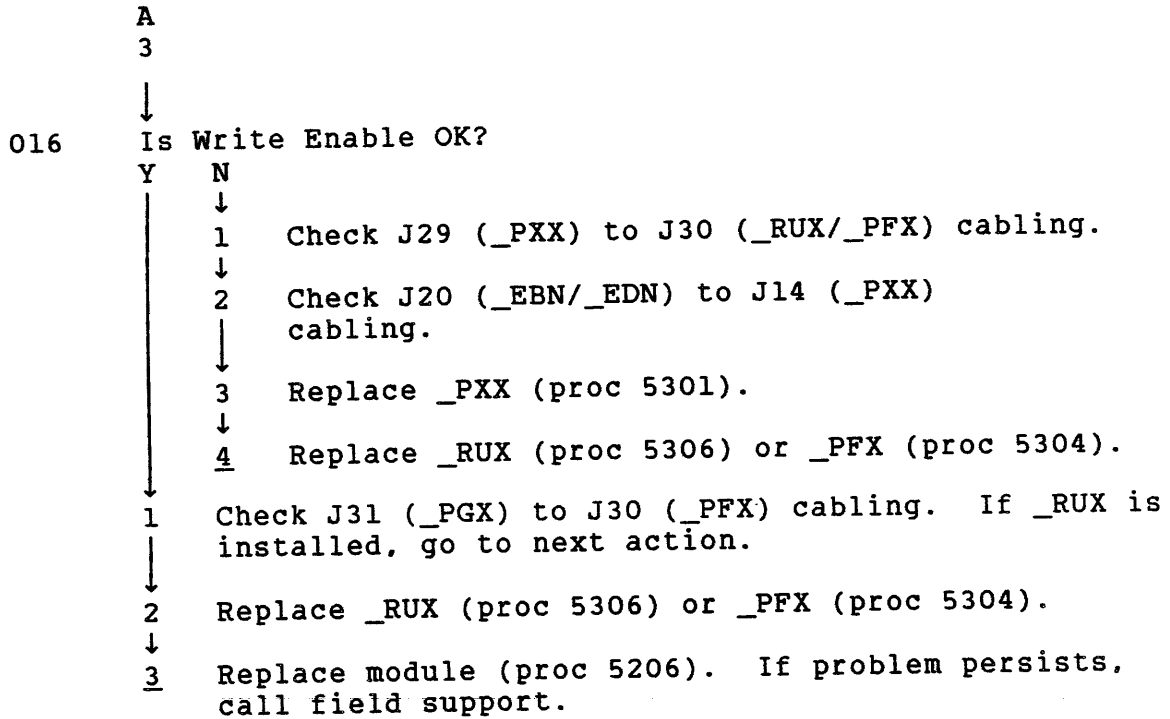 A
3
016 Is Write Enable OK?
Y N
1 Check J29 (_PXX) to J30 (_RUX/_PFX) cabling.
2 Check J20 (_EBN/_EDN) to J14 (_PXX)
cabling.
3 Replace _PXX (proc 5301).
4 Replace _RUX (proc 5306) or _PFX (proc 5304).
1 Check J31 (_PGX) to J30 (_PFX) cabling. If _RUX is
installed, go to next action.
2 Replace _RUX (proc 5306) or _PFX (proc 5304).
3 Replace module (proc 5206). If problem persists,
call field support.